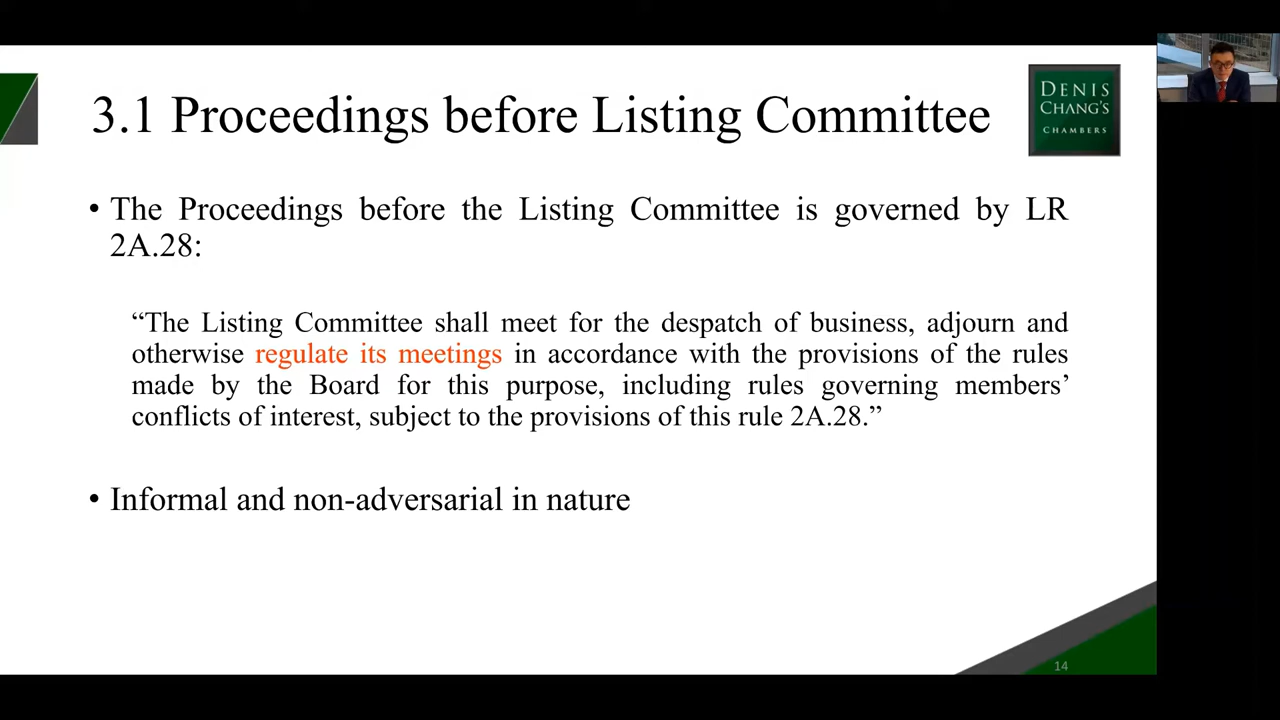 3.1 Proceedings before Listing Committee
DENIS
CHANG'S
CHAMBERS
• The Proceedings before the Listing Committee is governed by LR
2A.28:
“The Listing Committee shall meet for the despatch of business, adjourn and
otherwise regulate its meetings in accordance with the provisions of the rules
made by the Board for this purpose, including rules governing members’
conflicts of interest, subject to the provisions of this rule 2A.28.”
• Informal and non-adversarial in nature
14